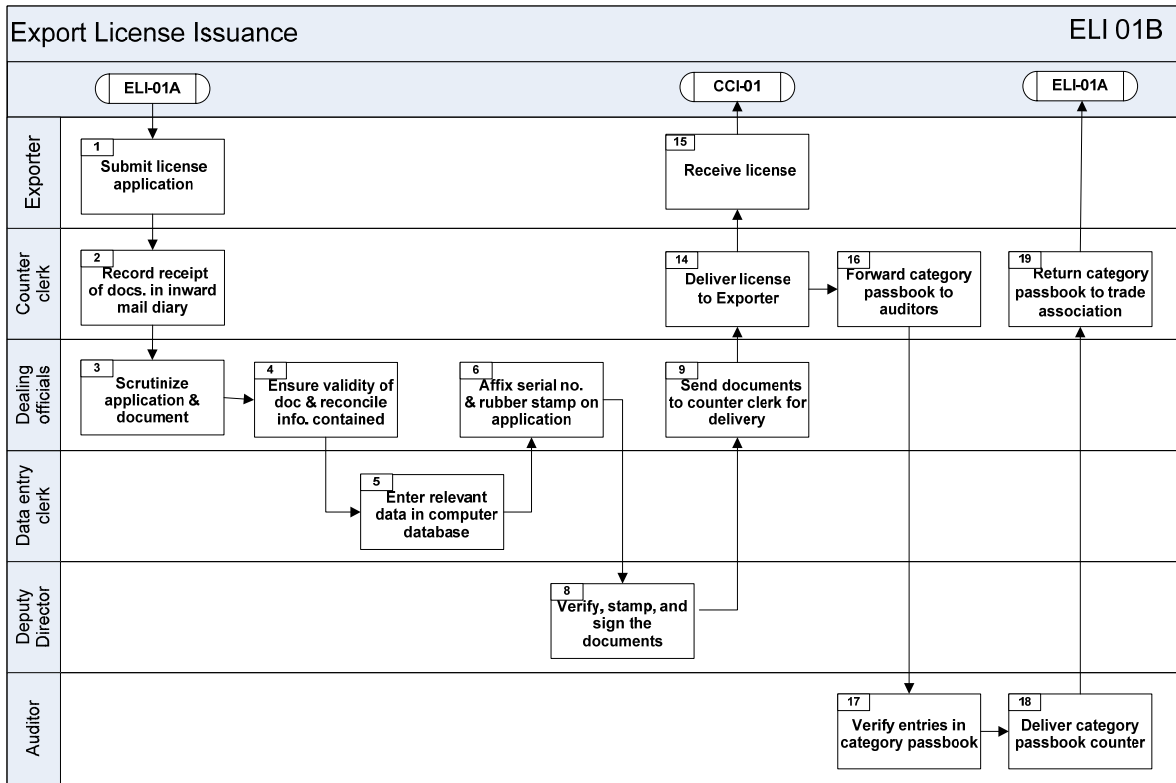 Export License Issuance
ELI 01B
ELI-01A
CCI-01
ELI-01A
Exporter
1
Submit license
application
15
Receive license
Counter
clerk
2
Record receipt
of docs. in inward
mail diary
14
Deliver license
to Exporter
16
Forward category
passbook to
auditors
19
Return category
passbook to trade
association
Dealing
officials
3
Scrutinize
application &
document
4
Ensure validity of
doc & reconcile
info. contained
6
Affix serial no.
& rubber stamp on
application
9
Send documents
to counter clerk for
delivery
Data entry
clerk
5
Enter relevant
data in computer
database
Deputy
Director
8
Verify, stamp, and
sign the
documents
Auditor
17
Verify entries in
category passbook
18
Deliver category
passbook counter